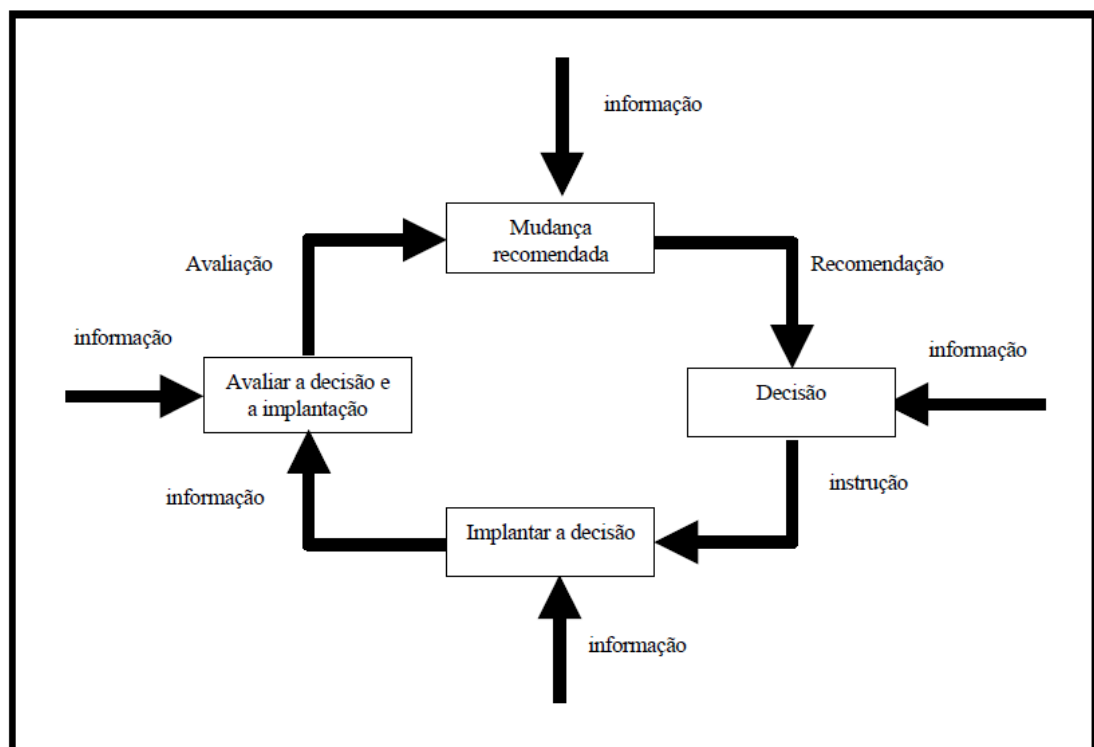 informação
Mudança
recomendada
Avaliação
Recomendação
informação
informação
Avaliar a decisão e
a implantação
Decisão
informação
instrução
Implantar a decisão
informação